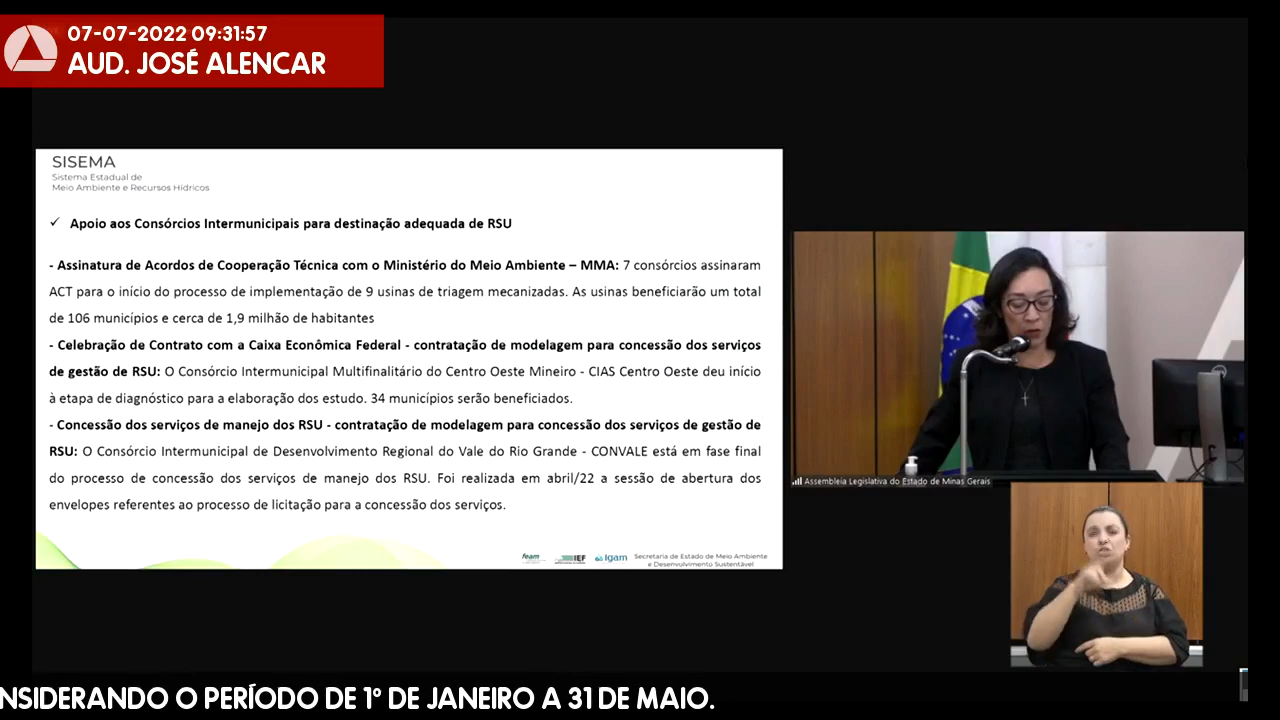 07-07-2022 09:31:57
AUD. JOSÉ ALENCAR
SISEMA
Sistema Estadual de
Meio Ambiente e Recursos Hídricos
✓ Apoio aos Consórcios Intermunicipais para destinação adequada de RSU
- Assinatura de Acordos de Cooperação Técnica com o Ministério do Meio Ambiente – MMA: 7 consórcios assinaram
ACT para o início do processo de implementação de 9 usinas de triagem mecanizadas. As usinas beneficiarão um total
de 106 municípios e cerca de 1,9 milhão de habitantes
- Celebração de Contrato com a Caixa Econômica Federal - contratação de modelagem para concessão dos serviços
de gestão de RSU: O Consórcio Intermunicipal Multifinalitário do Centro Oeste Mineiro - CIAS Centro Oeste deu início
à etapa de diagnóstico para a elaboração dos estudo. 34 municípios serão beneficiados.
- Concessão dos serviços de manejo dos RSU - contratação de modelagem para concessão dos serviços de gestão de
RSU: O Consórcio Intermunicipal de Desenvolvimento Regional do Vale do Rio Grande - CONVALE está em fase final
do processo de concessão dos serviços de manejo dos RSU. Foi realizada em abril/22 a sessão de abertura dos
envelopes referentes ao processo de licitação para a concessão dos serviços.
feam IEF Igam Secretaria de Estado de Meio Ambiente
e Desenvolvimento Sustentável
Assembleia Legislativa do Estado de Minas Gerais
NSIDERANDO O PERÍODO DE 1º DE JANEIRO A 31 DE MAIO.